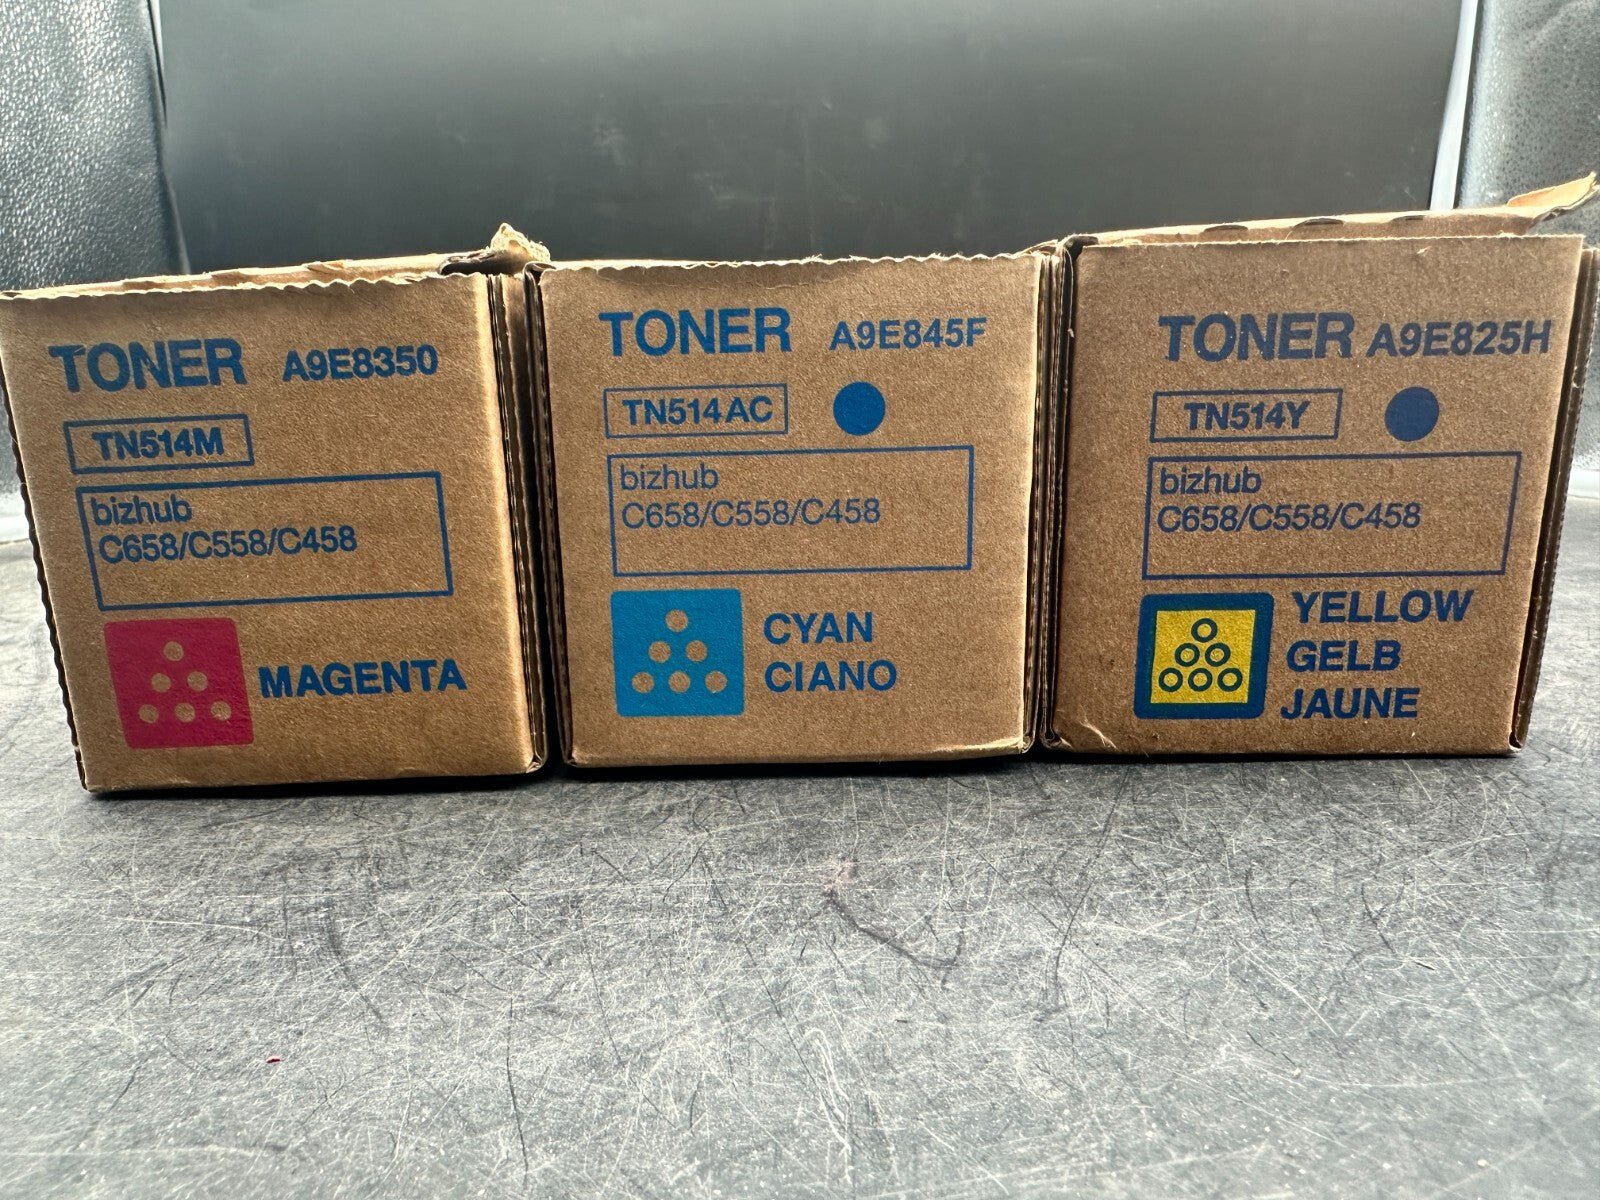 TONER A9E8350
TN514M
bizhub
C658/C558/C458
MAGENTA
TONER A9E845F
TN514AC
bizhub
C658/C558/C458
CYAN
CIANO
TONER A9E825H
TN514Y
bizhub
C658/C558/C458
YELLOW
GELB
JAUNE